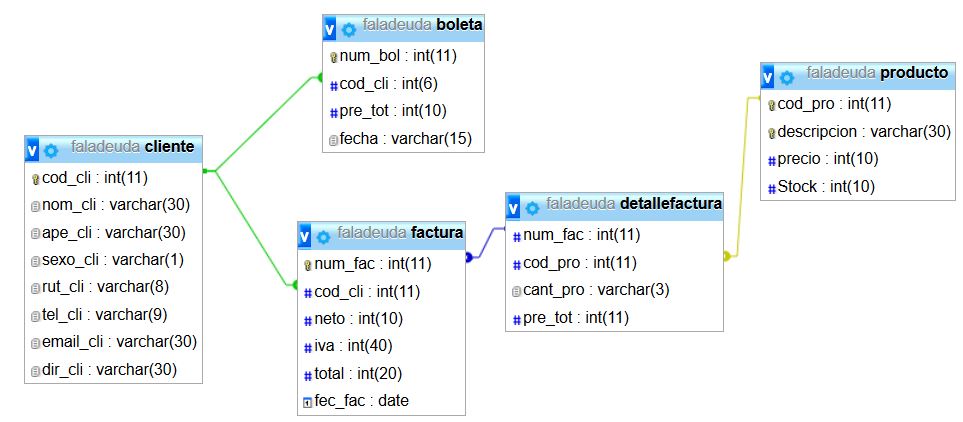 faladeuda boleta
num_bol : int(11)
cod_cli : int(6)
pre_tot : int(10)
fecha : varchar(15)
faladeuda producto
cod_pro : int(11)
descripcion : varchar(30)
precio : int(10)
Stock : int(10)
faladeuda cliente
cod_cli : int(11)
nom_cli : varchar(30)
ape_cli : varchar(30)
sexo_cli : varchar(1)
rut_cli : varchar(8)
tel_cli : varchar(9)
email_cli : varchar(30)
dir_cli : varchar(30)
faladeuda factura
num_fac : int(11)
cod_cli : int(11)
neto : int(10)
iva : int(40)
total : int(20)
fec_fac : date
faladeuda detallefactura
num_fac : int(11)
cod_pro : int(11)
cant_pro : varchar(3)
pre_tot : int(11)